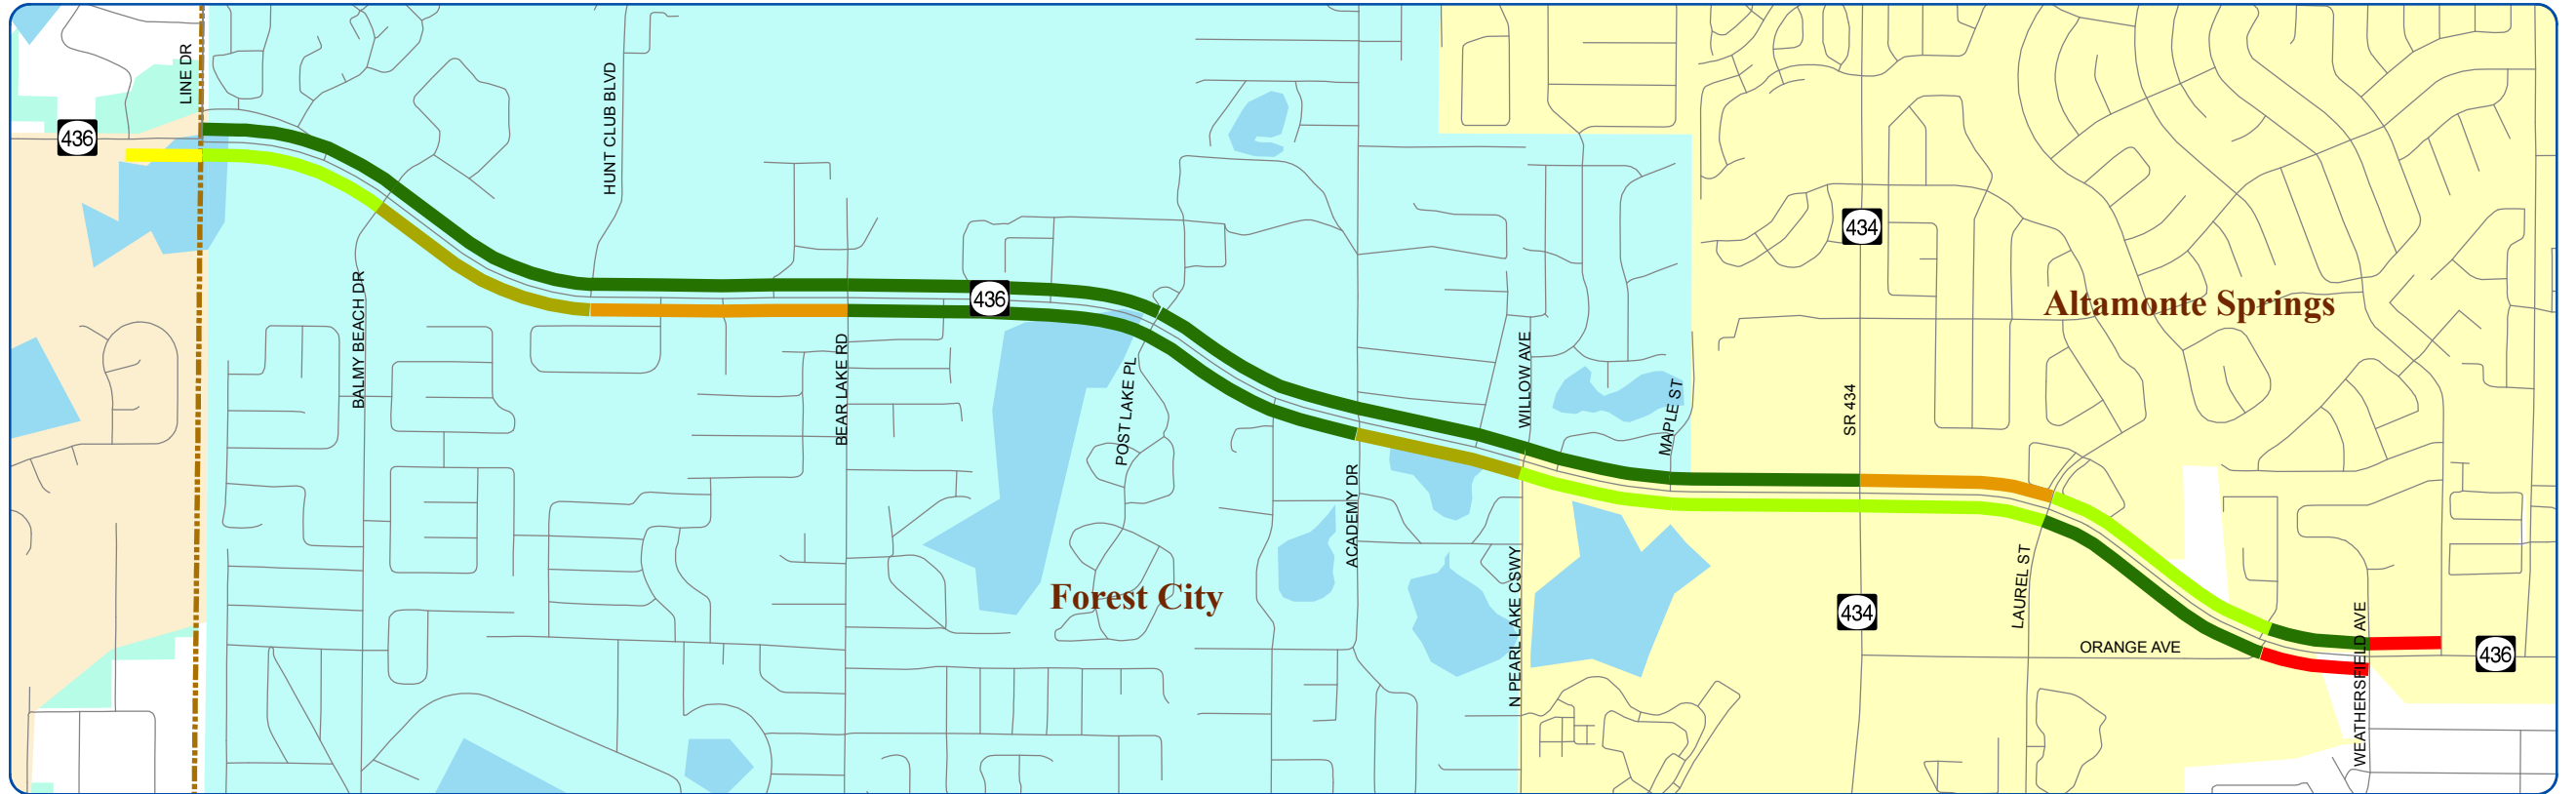 LINE DR
436
HUNT CLUB BLVD
BALMY BEACH DR
BEAR LAKE RD
436
POST LAKE PL
Forest City
ACADEMY DR
WILLOW AVE
N PEARL LAKE CSWY
MAPLE ST
434
SR 434
434
Altamonte Springs
LAUREL ST
ORANGE AVE
WEATHERSFIELD AVE
436